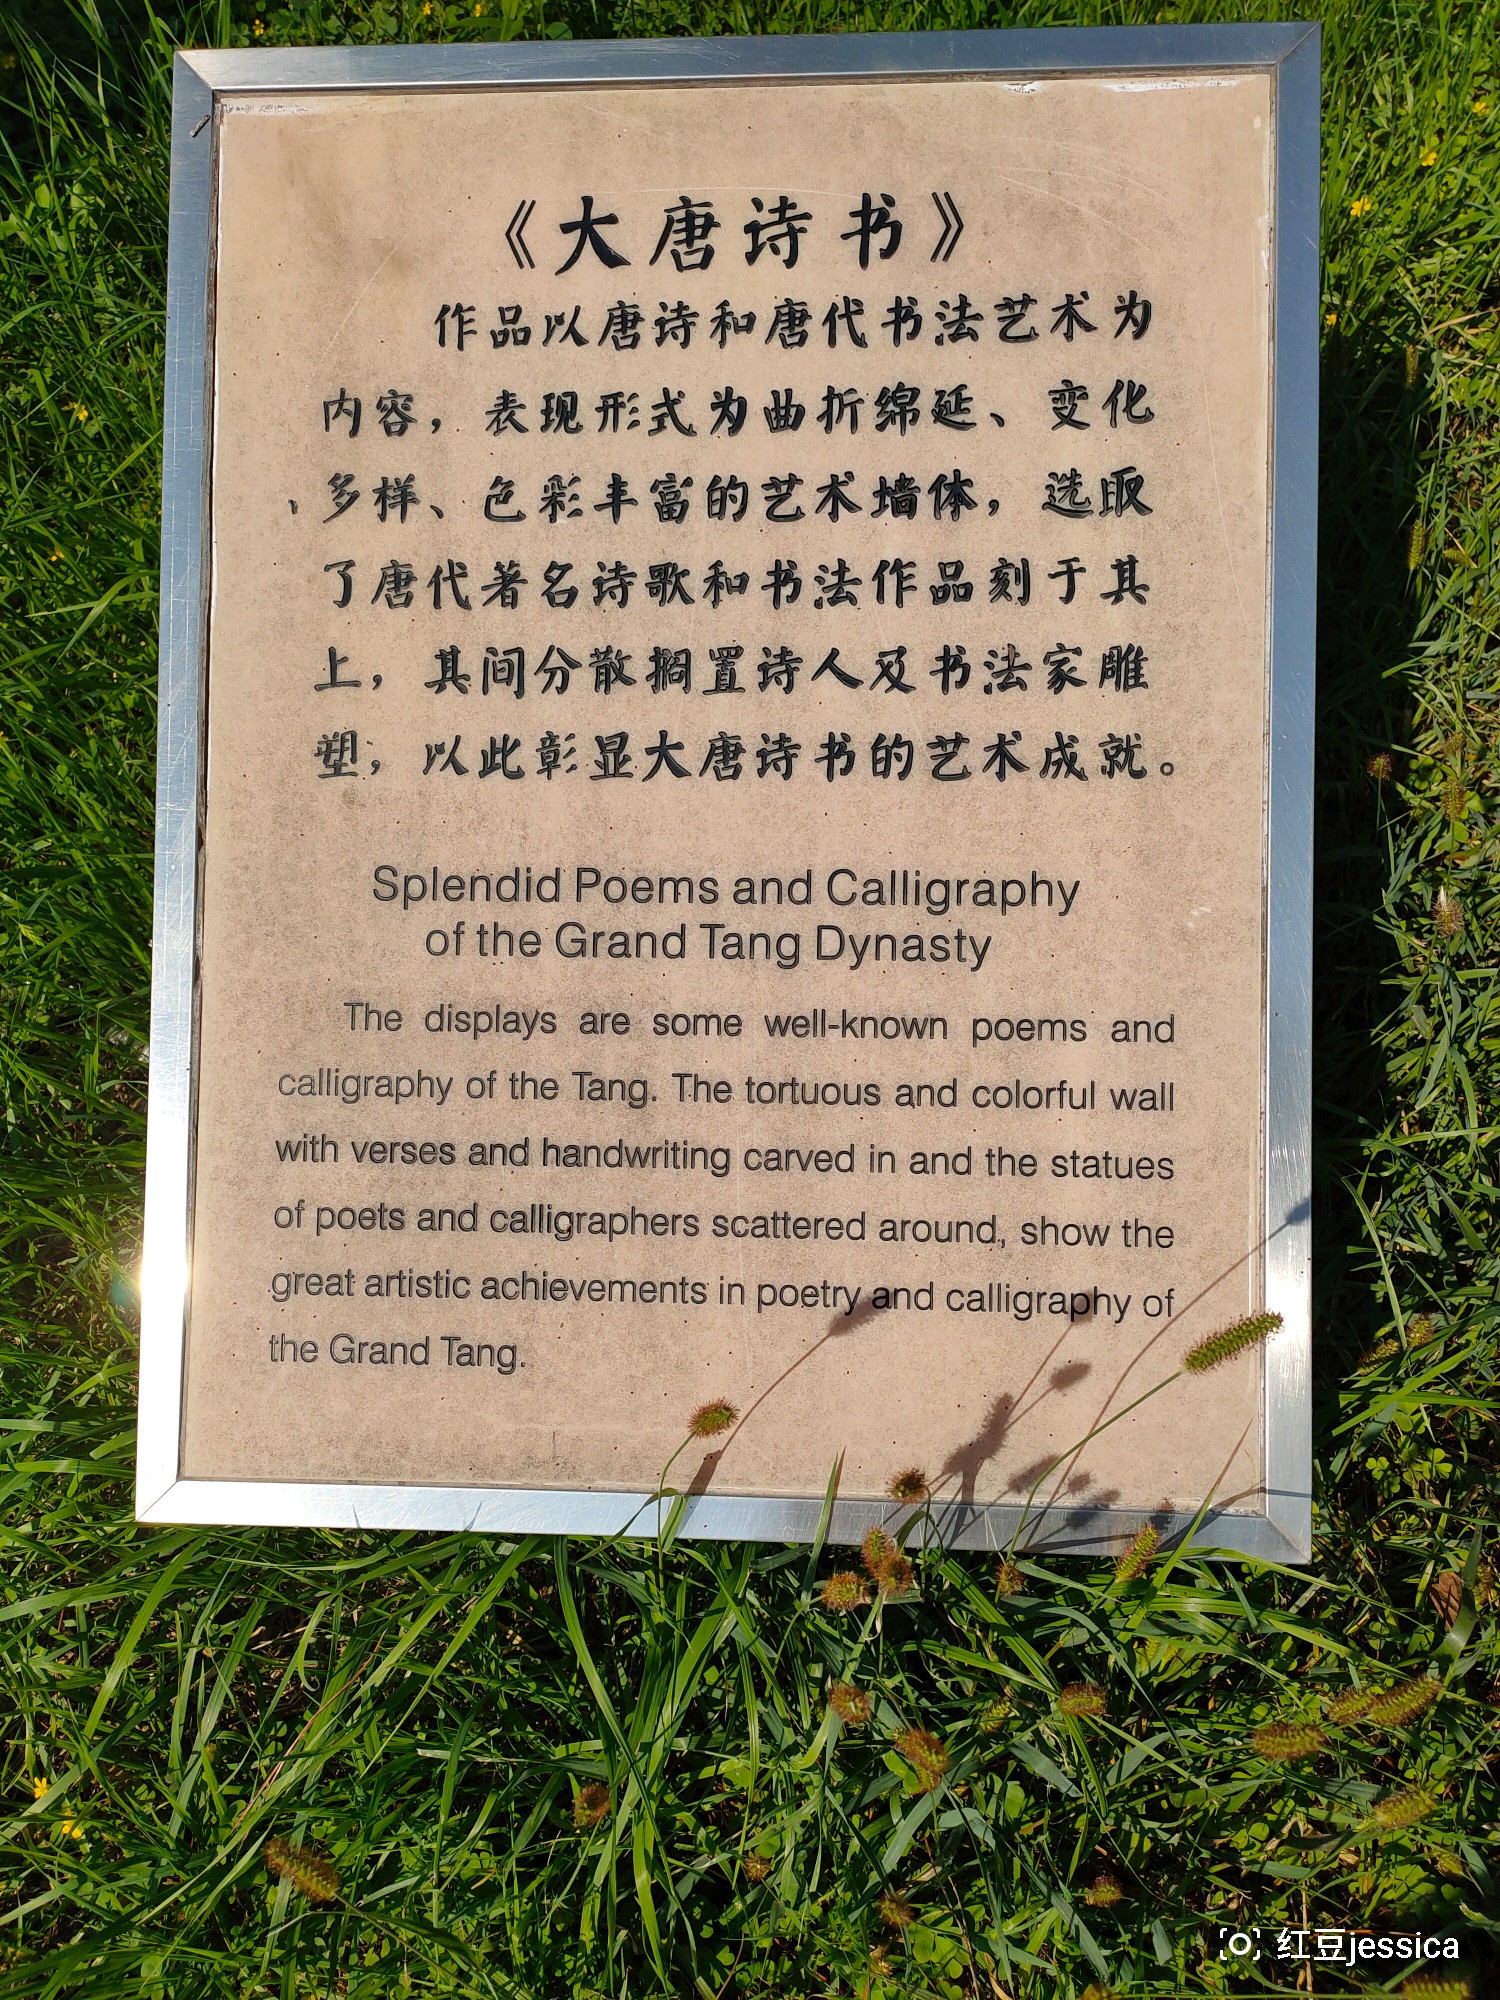 《大唐诗书》
作品以唐诗和唐代书法艺术为
内容，表现形式为曲折绵延、变化
多样、色彩丰富的艺术墙体，选取
了唐代著名诗歌和书法作品刻于其
上，其间分散搁置诗人及书法家雕
塑，以此彰显大唐诗书的艺术成就。
Splendid Poems and Calligraphy
of the Grand Tang Dynasty
The displays are some well-known poems and
calligraphy of the Tang. The tortuous and colorful wall
with verses and handwriting carved in and the statues
of poets and calligraphers scattered around, show the
great artistic achievements in poetry and calligraphy of
the Grand Tang.
红豆jessica